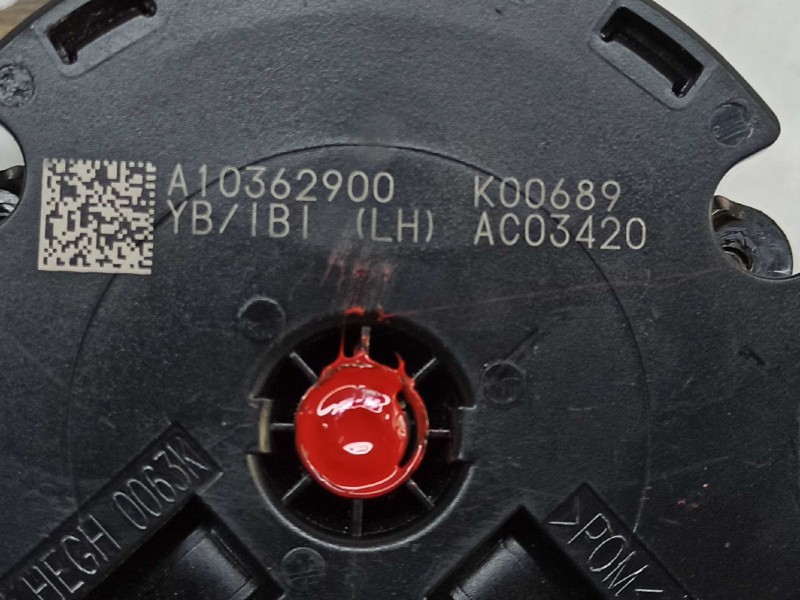 A10362900 K00689
YB/IBI (LH) AC03420
HEGH 0063K
>POM<